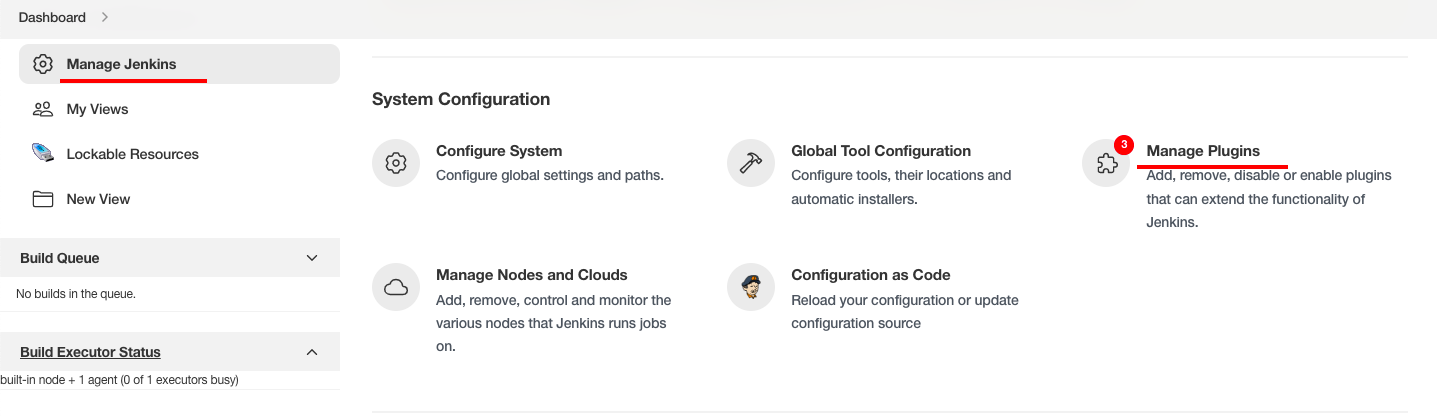 Dashboard
Manage Jenkins
My Views
Lockable Resources
New View
Build Queue
No builds in the queue.
Build Executor Status
built-in node + 1 agent (0 of 1 executors busy)
System Configuration
Configure System
Configure global settings and paths.
Global Tool Configuration
Configure tools, their locations and
automatic installers.
3
Manage Plugins
Add, remove, disable or enable plugins
that can extend the functionality of
Jenkins.
Manage Nodes and Clouds
Add, remove, control and monitor the
various nodes that Jenkins runs jobs
on.
Configuration as Code
Reload your configuration or update
configuration source